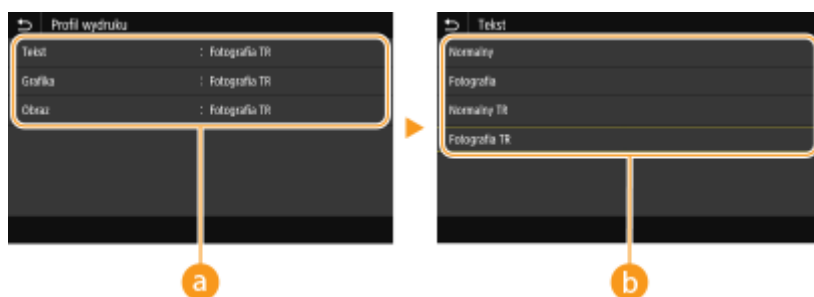 Profil wydruku
Tekst : Fotografia TR
Grafika : Fotografia TR
Obraz : Fotografia TR
a
Tekst
Normalny
Fotografia
Normalny TR
Fotografia TR
b